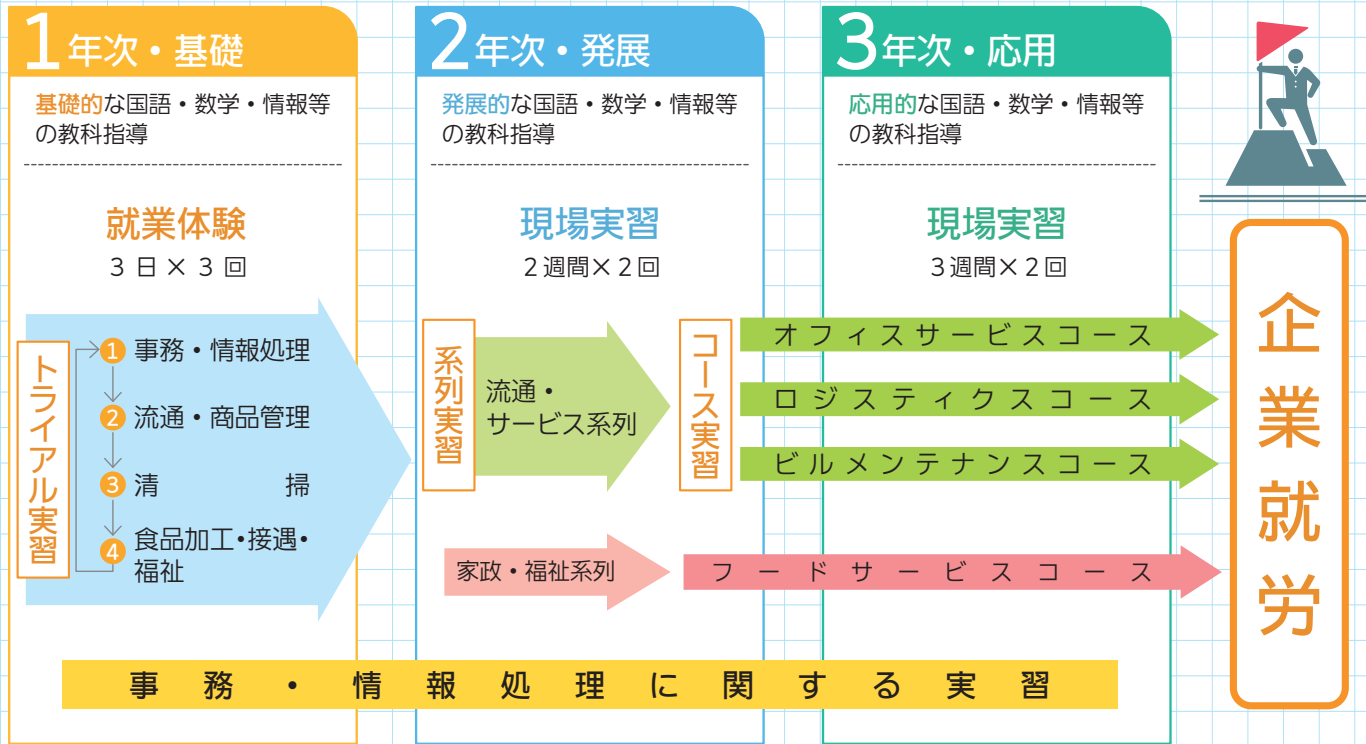 1年次・基礎
基礎的な国語・数学・情報等
の教科指導
就業体験
3日×3回
トライアル実習
1 事務・情報処理
2 流通・商品管理
3 清掃
4 食品加工・接遇・
福祉
2年次・発展
発展的な国語・数学・情報等
の教科指導
現場実習
2週間×2回
系列実習
流通・
サービス系列
家政・福祉系列
コース実習
3年次・応用
応用的な国語・数学・情報等
の教科指導
現場実習
3週間×2回
オフィスサービスコース
ロジスティクスコース
ビルメンテナンスコース
フードサービスコース
事務・情報処理に関する実習
企業就労